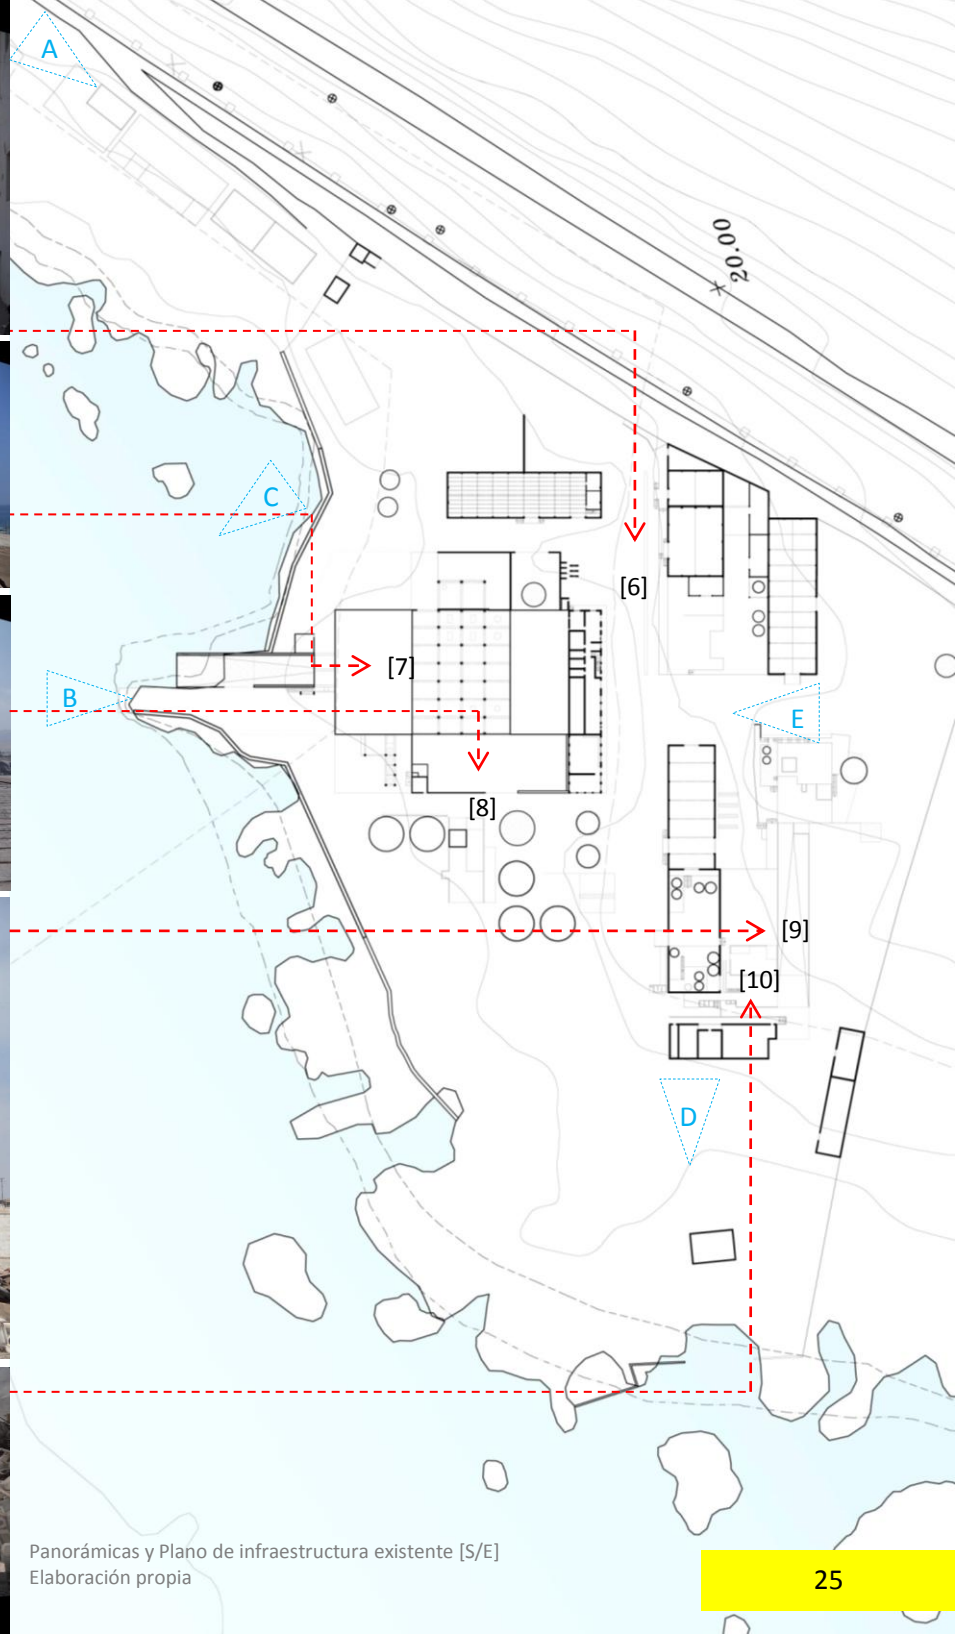 A
20.00
C
[6]
[7]
B
E
[8]
[9]
[10]
D
Panorámicas y Plano de infraestructura existente [S/E]
Elaboración propia
25